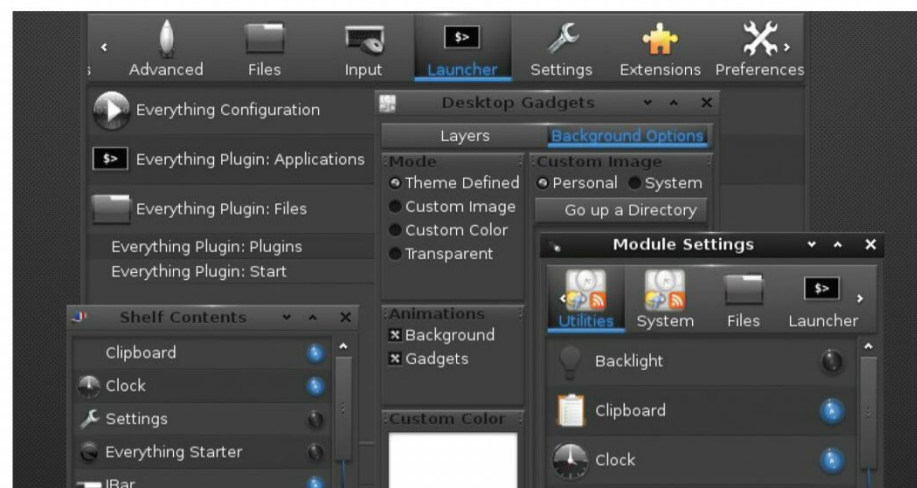 Advanced
Files
Input
$>
Launcher
Settings
Extensions
Preferences
Everything Configuration
$>
Everything Plugin: Applications
Everything Plugin: Files
Everything Plugin: Plugins
Everything Plugin: Start
Desktop Gadgets
Layers
Background Options
Mode
Theme Defined
Custom Image
Custom Color
Transparent
Custom Image
Personal
System
Go up a Directory
Animations
Background
Gadgets
Custom Color
Shelf Contents
Clipboard
Clock
Settings
Everything Starter
IBar
Module Settings
Utilities
System
Files
$>
Launcher
Backlight
Clipboard
Clock